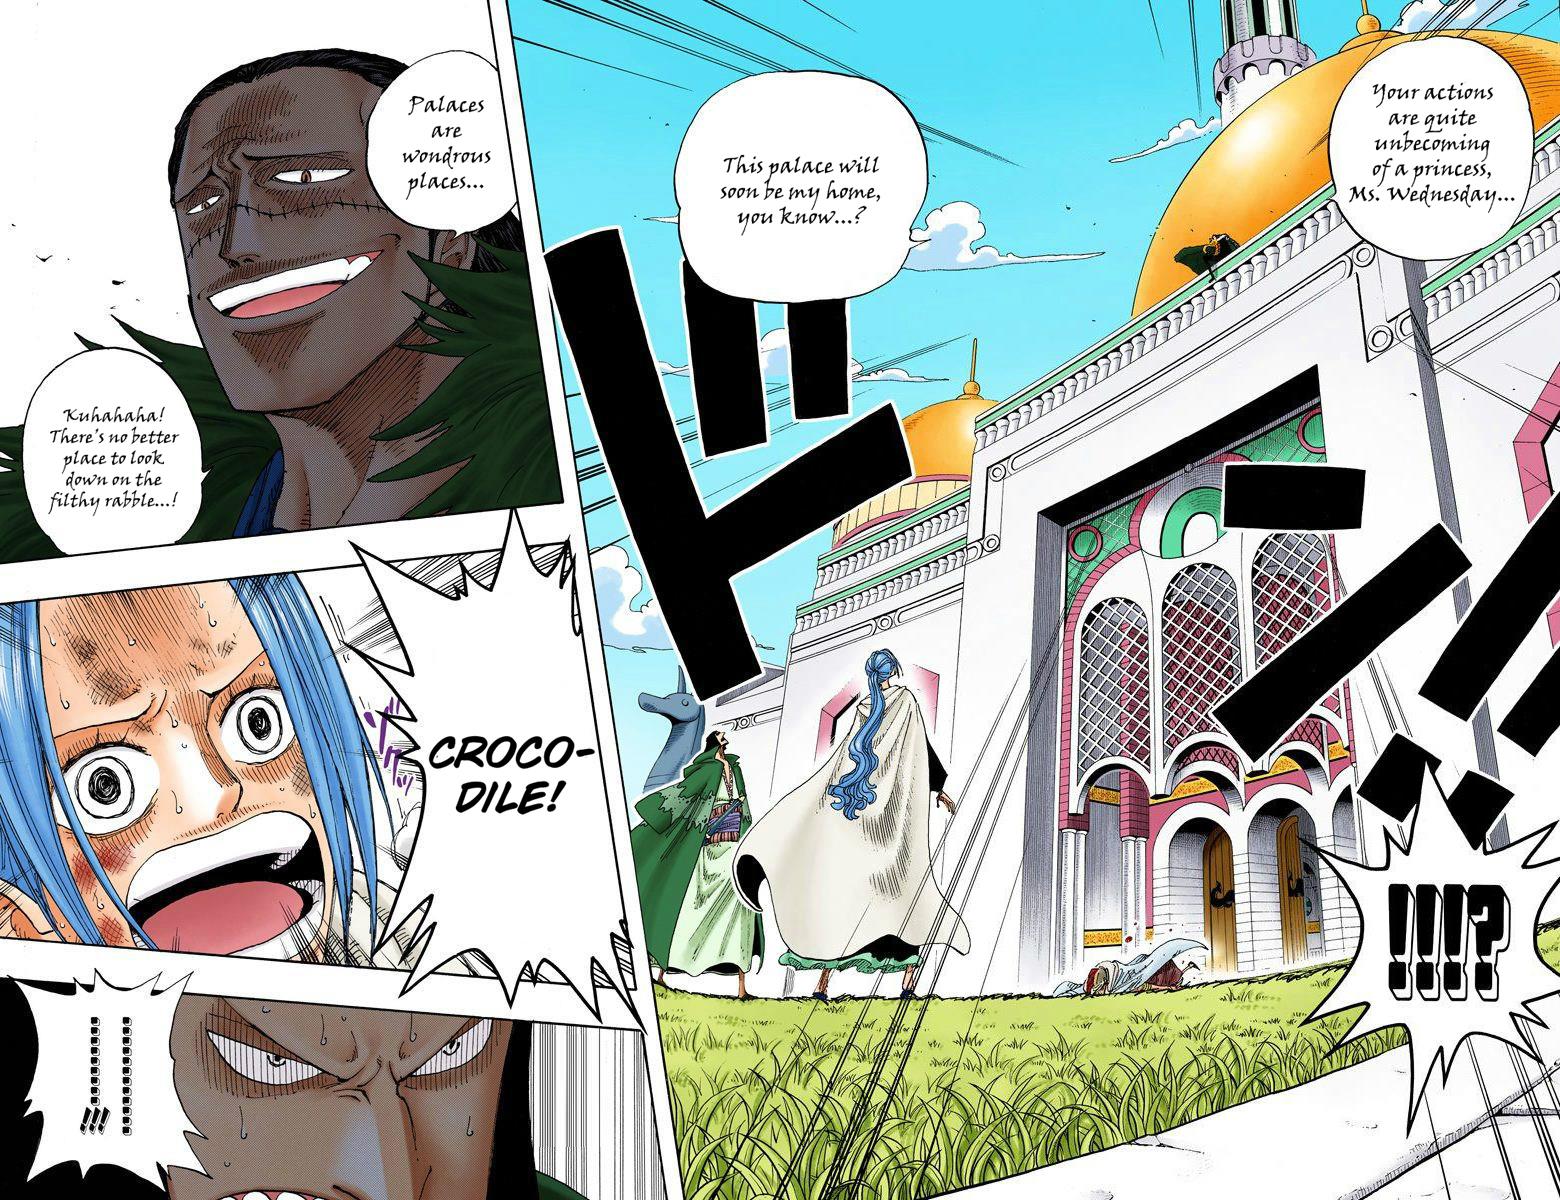 Your actions
are quite
unbecoming
of a princess,
Ms. Wednesday...
!!!!?
This palace will
soon be my home,
you know...?
ドドン
Palaces
are
wondrous
places...
Kuhahaha!
There's no better
place to look
down on the
filthy rabble...!
CROCO-
DILE!
!!!
!!!